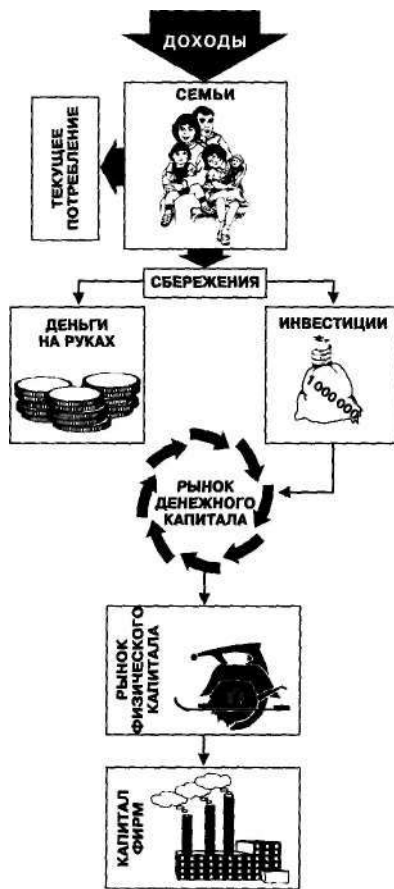 ДОХОДЫ
СЕМЬИ
ТЕКУЩЕЕ
ПОТРЕБЛЕНИЕ
СБЕРЕЖЕНИЯ
ДЕНЬГИ
НА РУКАХ
ИНВЕСТИЦИИ
1 000 000
РЫНОК
ДЕНЕЖНОГО
КАПИТАЛА
РЫНОК
ФИЗИЧЕСКОГО
КАПИТАЛА
КАПИТАЛ
ФИРМ